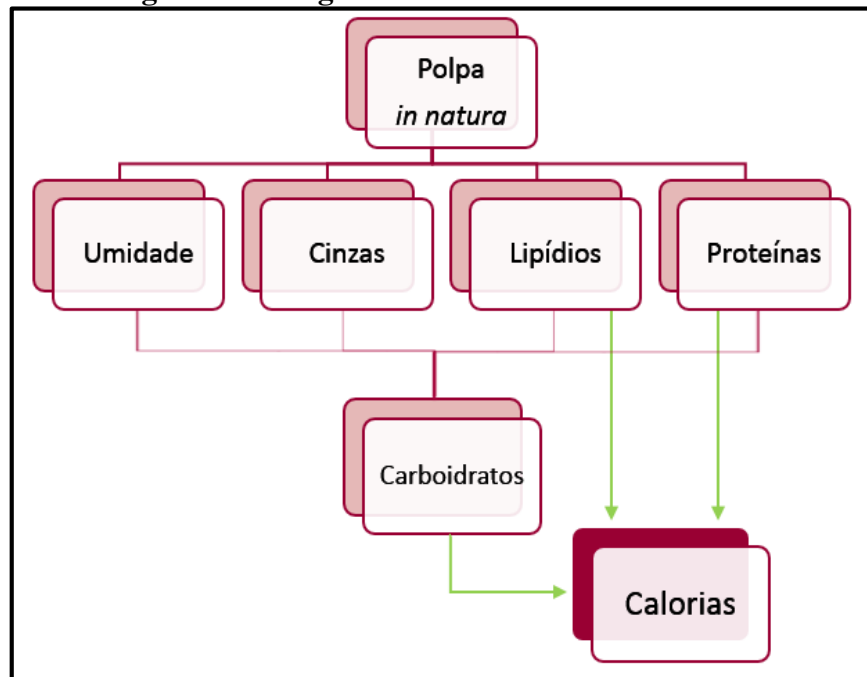 Polpa
in natura
Umidade
Cinzas
Lipídios
Proteínas
Carboidratos
Calorias